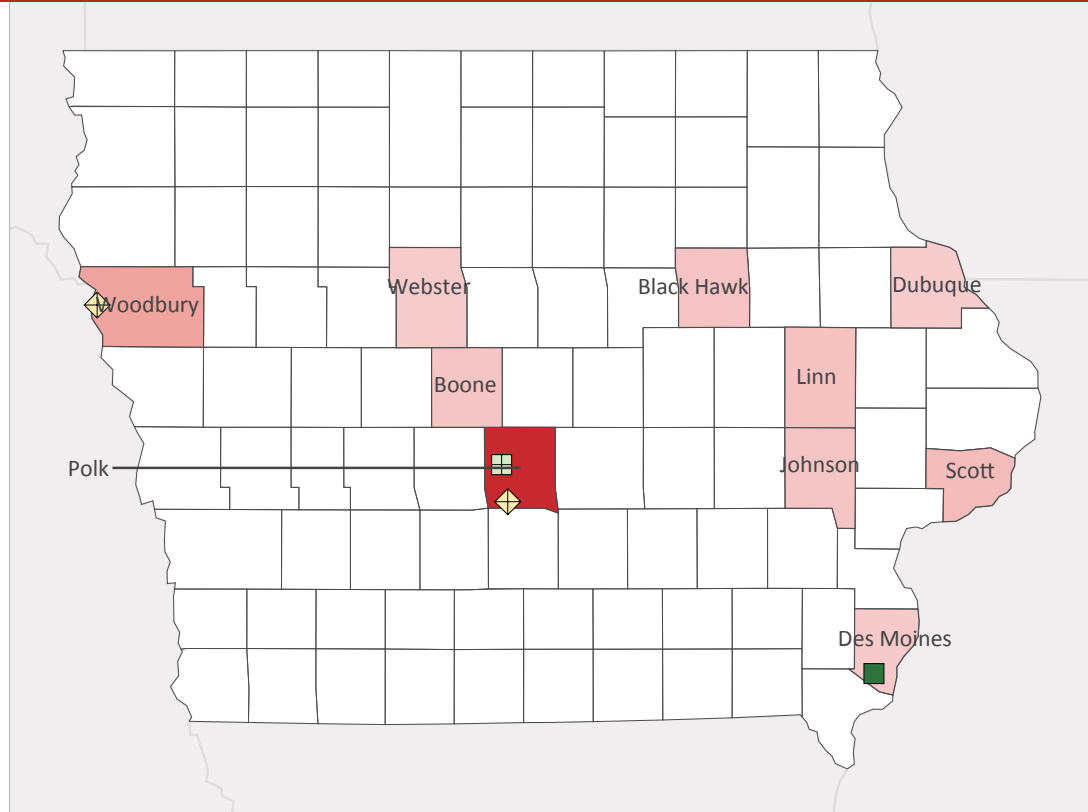 Webster
Black Hawk
Dubuque
Woodbury
Linn
Boone
Johnson
Polk
Scott
Des Moines